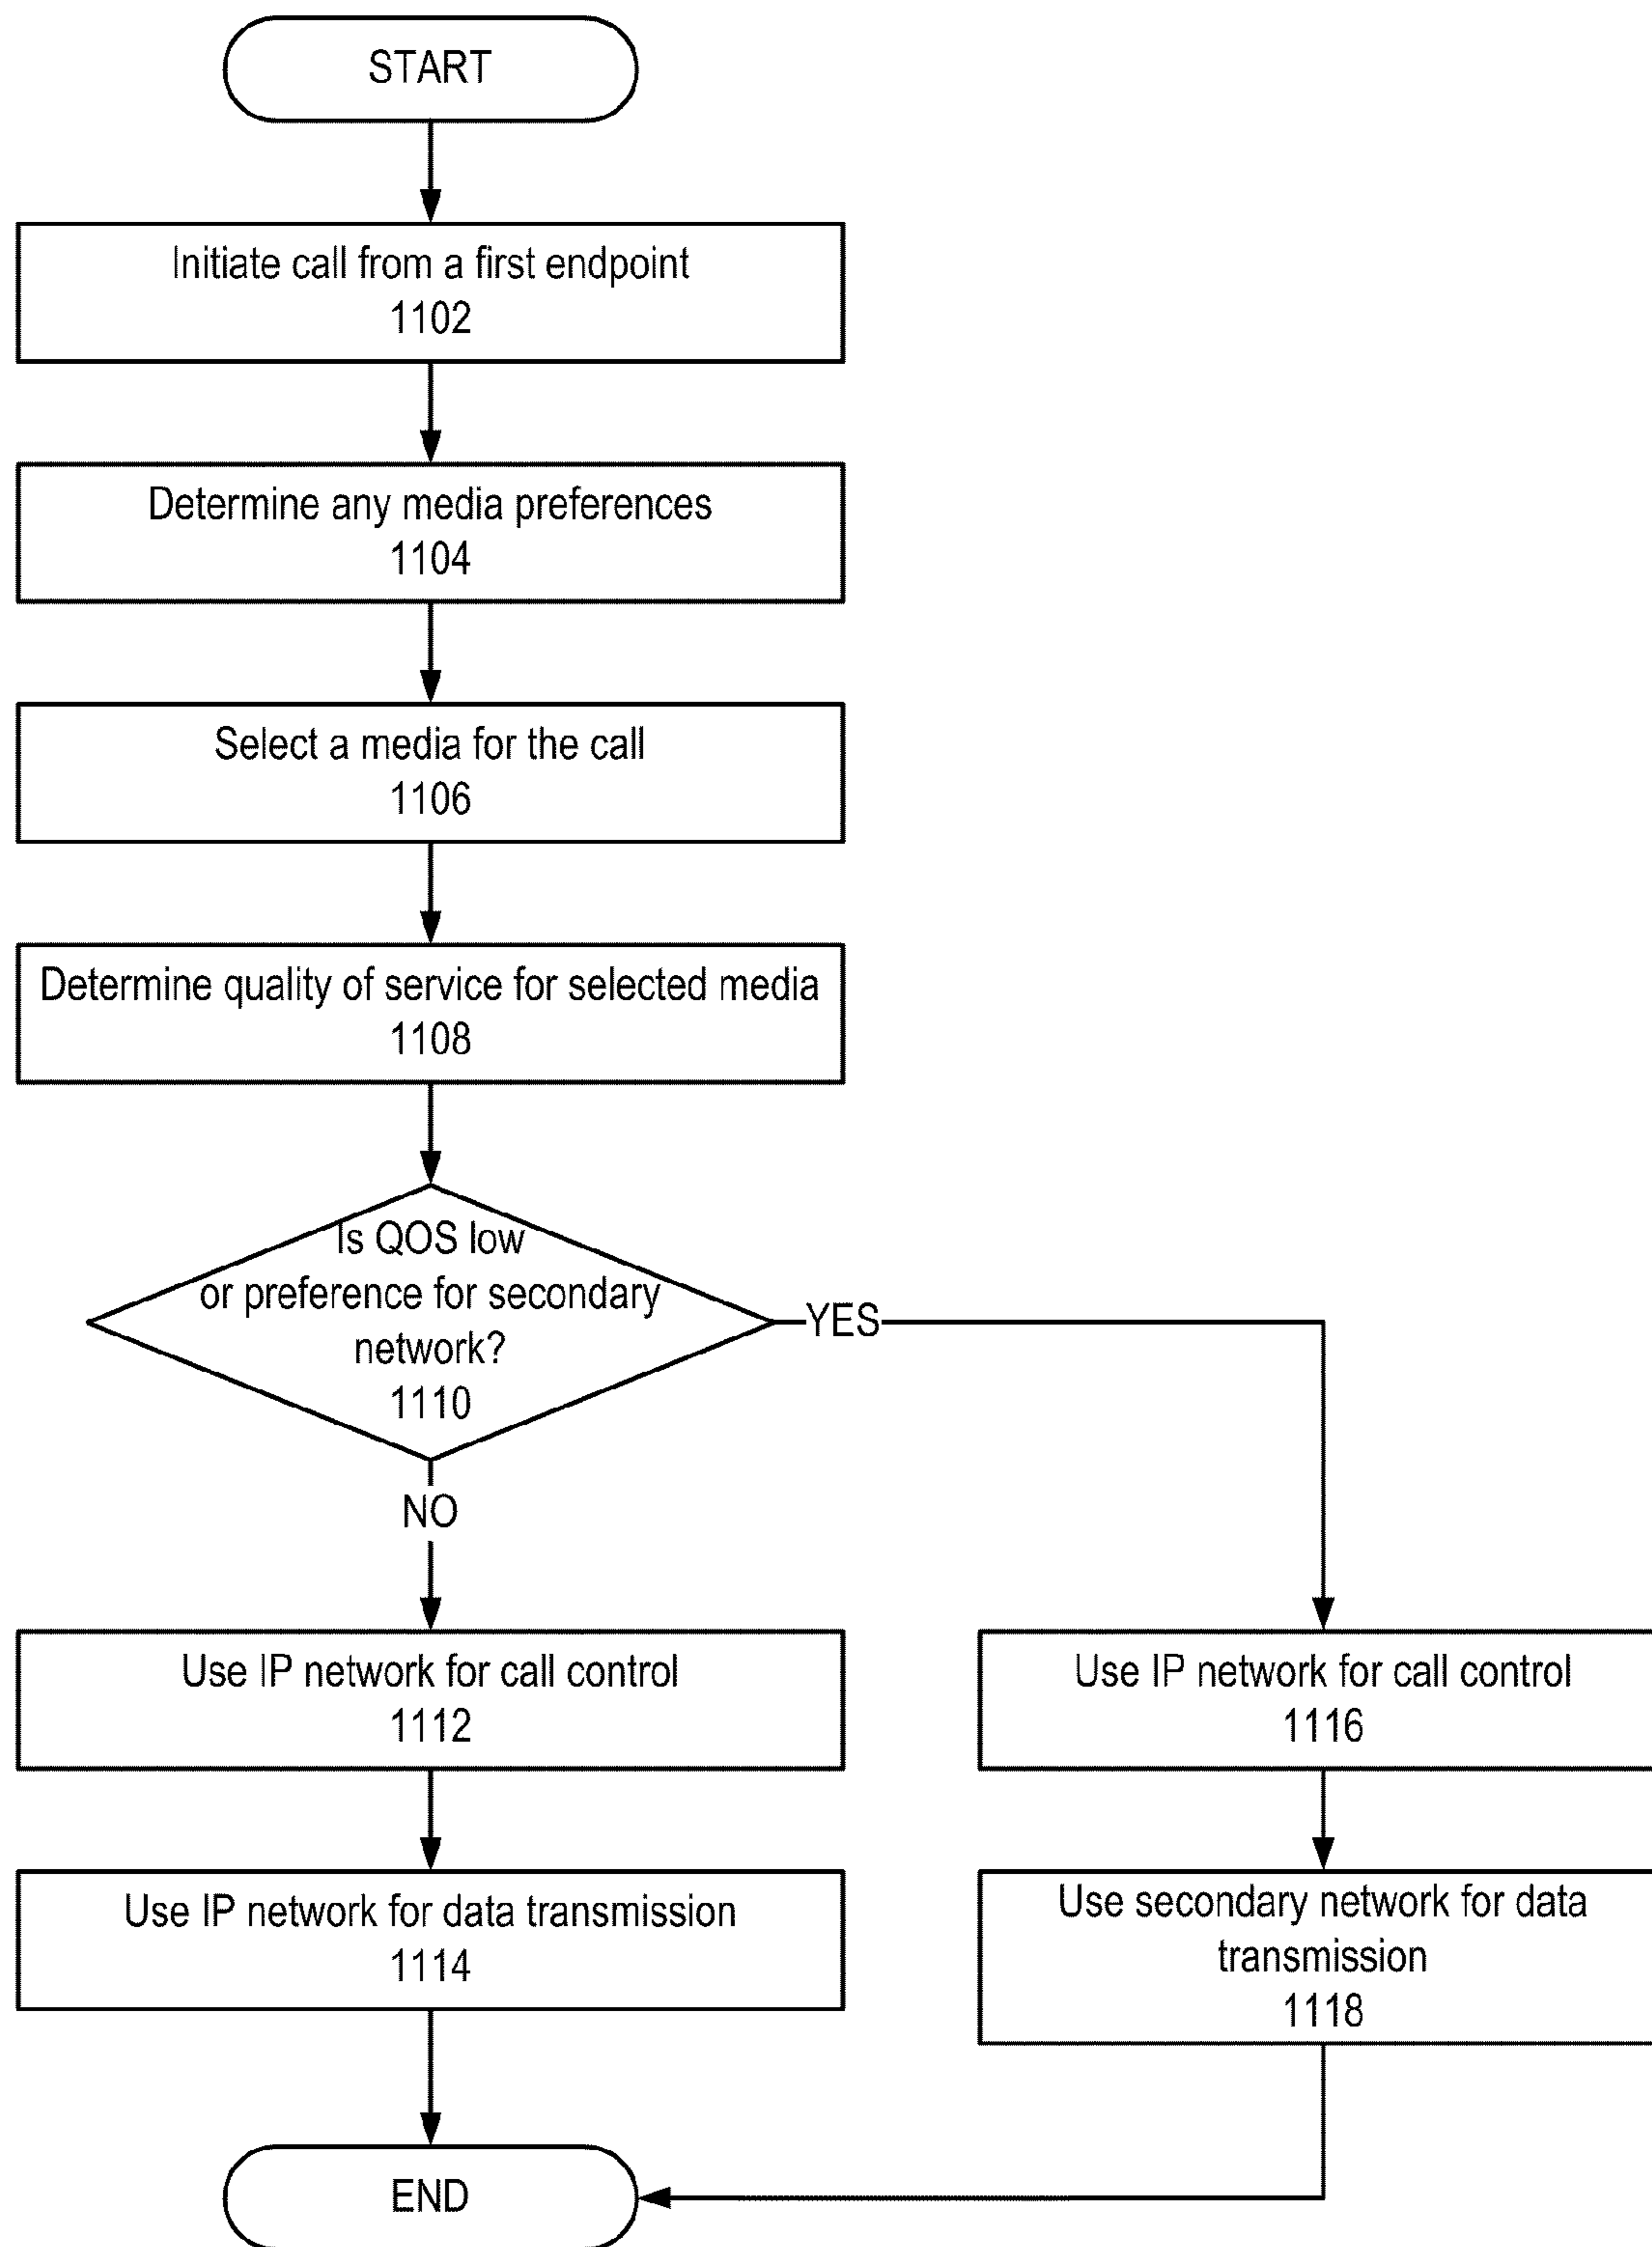 START
Initiate call from a first endpoint
1102
Determine any media preferences
1104
Select a media for the call
1106
Determine quality of service for selected media
1108
Is QOS low
or preference for secondary
network?
1110
YES
NO
Use IP network for call control
1112
Use IP network for data transmission
1114
Use IP network for call control
1116
Use secondary network for data
transmission
1118
END